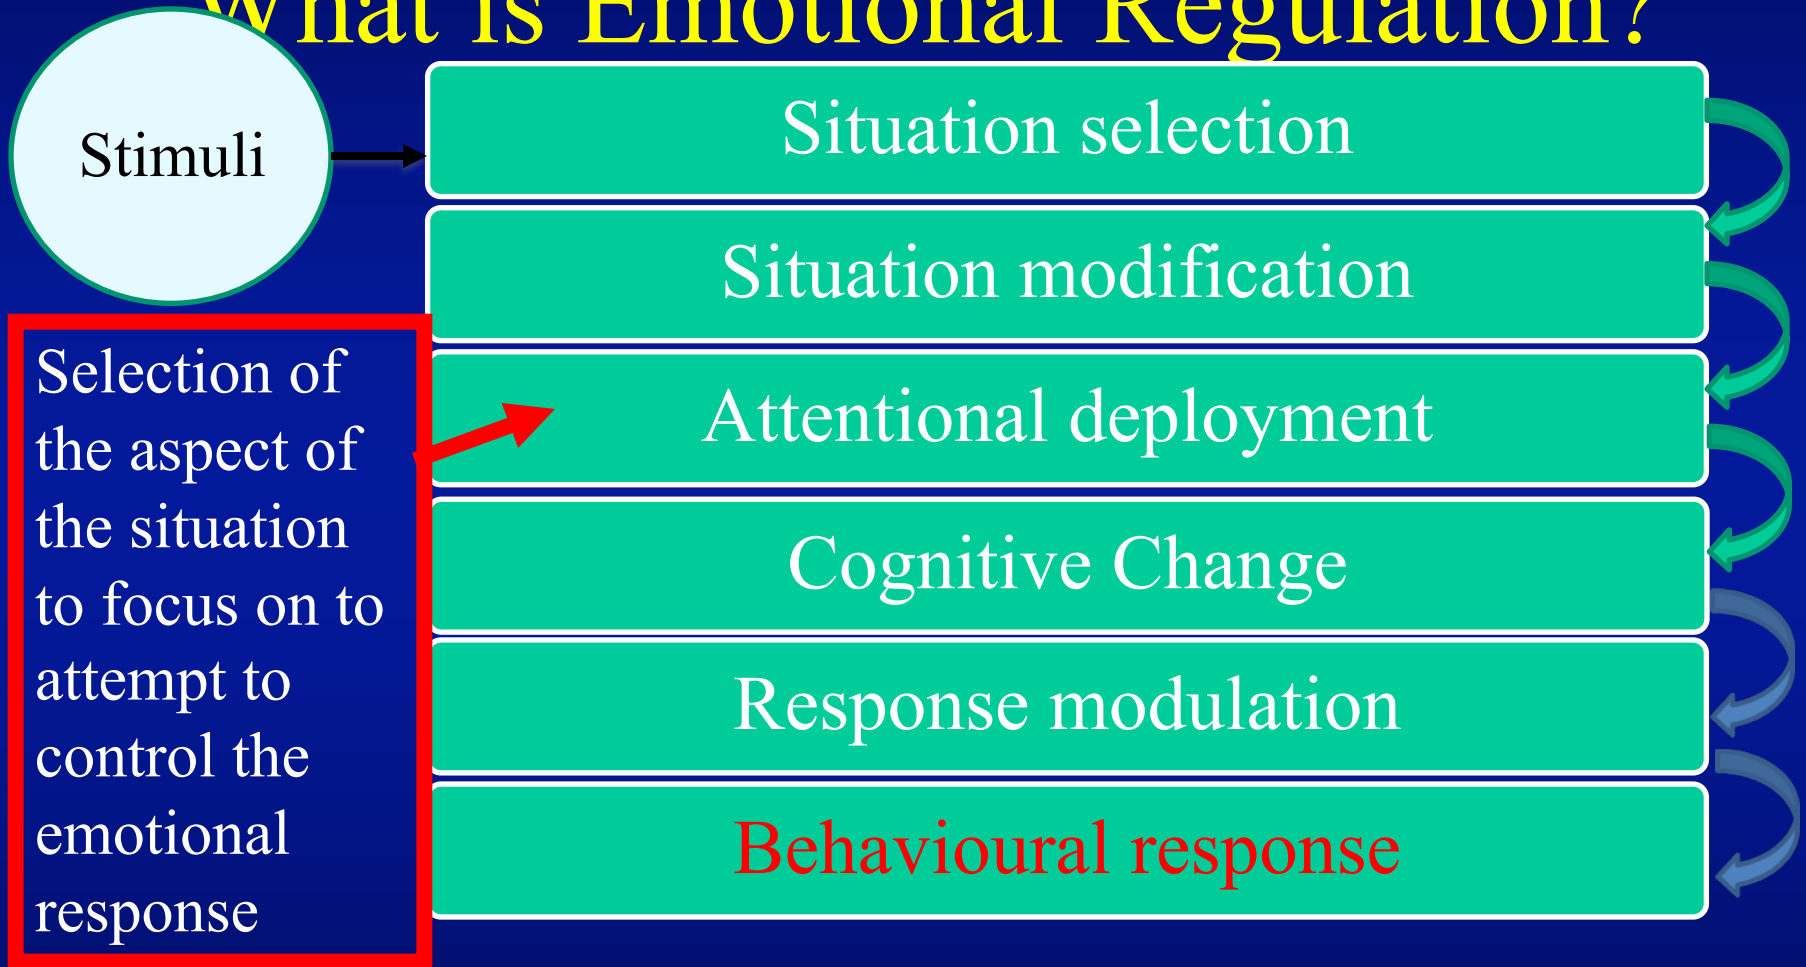 What is Emotional Regulation?
Stimuli
Situation selection
Situation modification
Attentional deployment
Cognitive Change
Response modulation
Behavioural response
Selection of
the aspect of
the situation
to focus on to
attempt to
control the
emotional
response